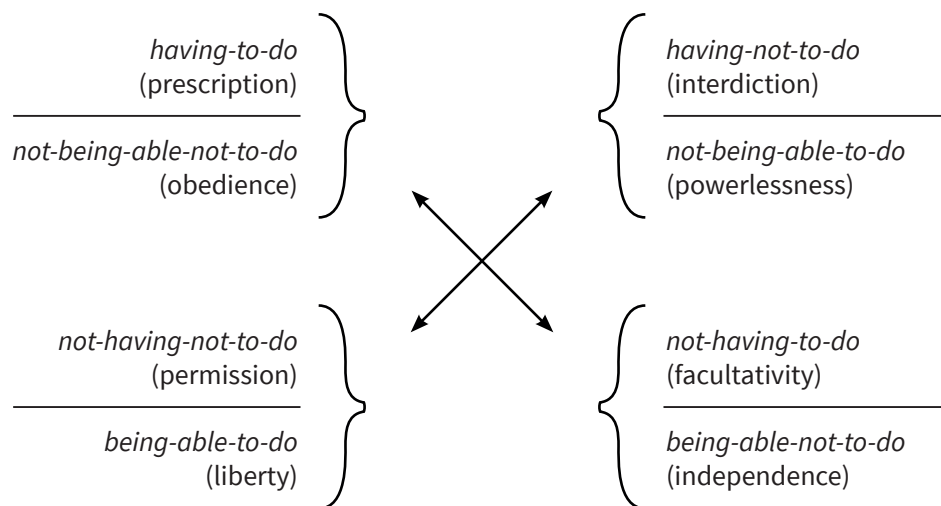 having-to-do
(prescription)
not-being-able-not-to-do
(obedience)
having-not-to-do
(interdiction)
not-being-able-to-do
(powerlessness)
not-having-not-to-do
(permission)
being-able-to-do
(liberty)
not-having-to-do
(facultativity)
being-able-not-to-do
(independence)